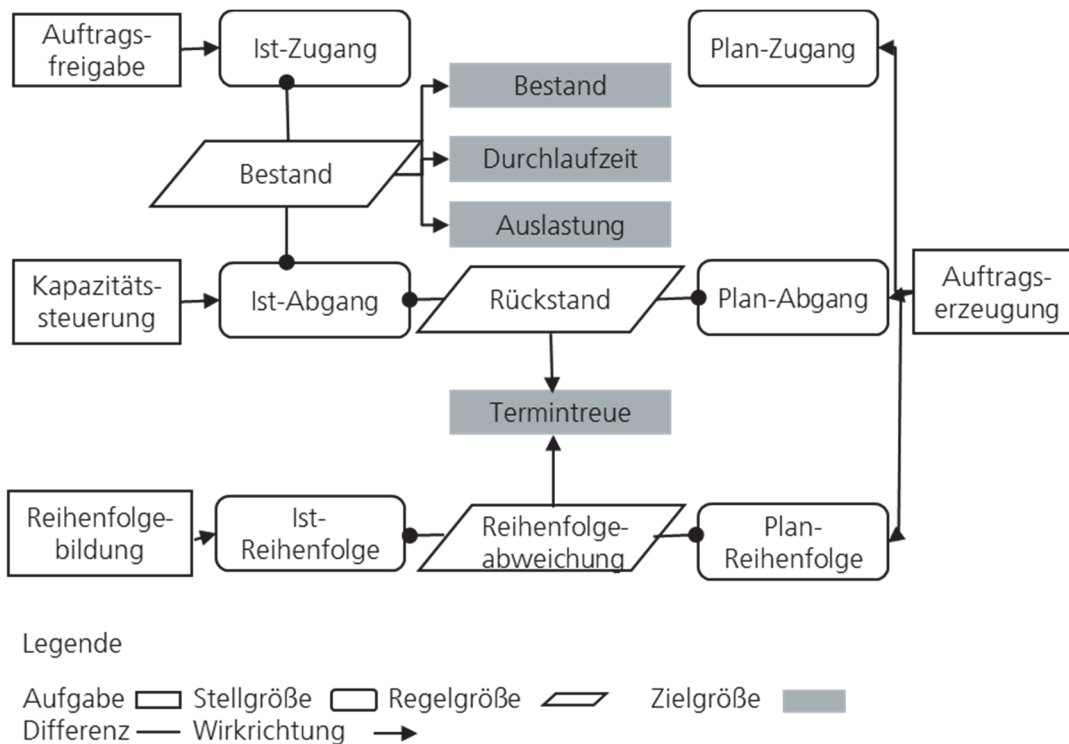 Auftrags-
freigabe
Ist-Zugang
Plan-Zugang
Bestand
Bestand
Durchlaufzeit
Auslastung
Kapazitäts-
steuerung
Ist-Abgang
Rückstand
Plan-Abgang
Auftrags-
erzeugung
Termintreue
Reihenfolge-
bildung
Ist-
Reihenfolge
Reihenfolge-
abweichung
Plan-
Reihenfolge
Legende
Aufgabe Stellgröße Regelgröße Zielgröße
Differenz Wirkrichtung